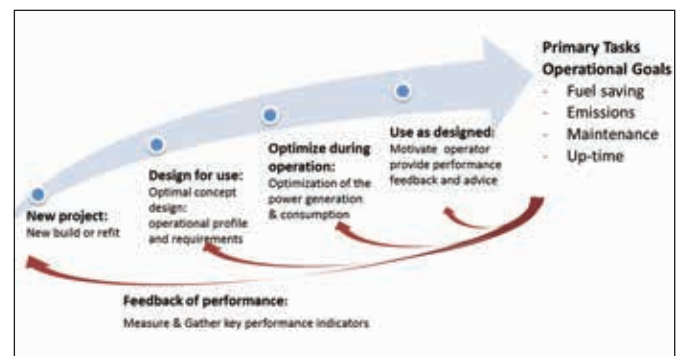 Primary Tasks
Operational Goals
- Fuel saving
- Emissions
- Maintenance
- Up-time
Use as designed:
Motivate operator
provide performance
feedback and advice
Optimize during
operation:
Optimization of the
power generation
& consumption
Design for use:
Optimal concept
design:
operational profile
and requirements
New project:
New build or refit
Feedback of performance:
Measure & Gather key performance indicators